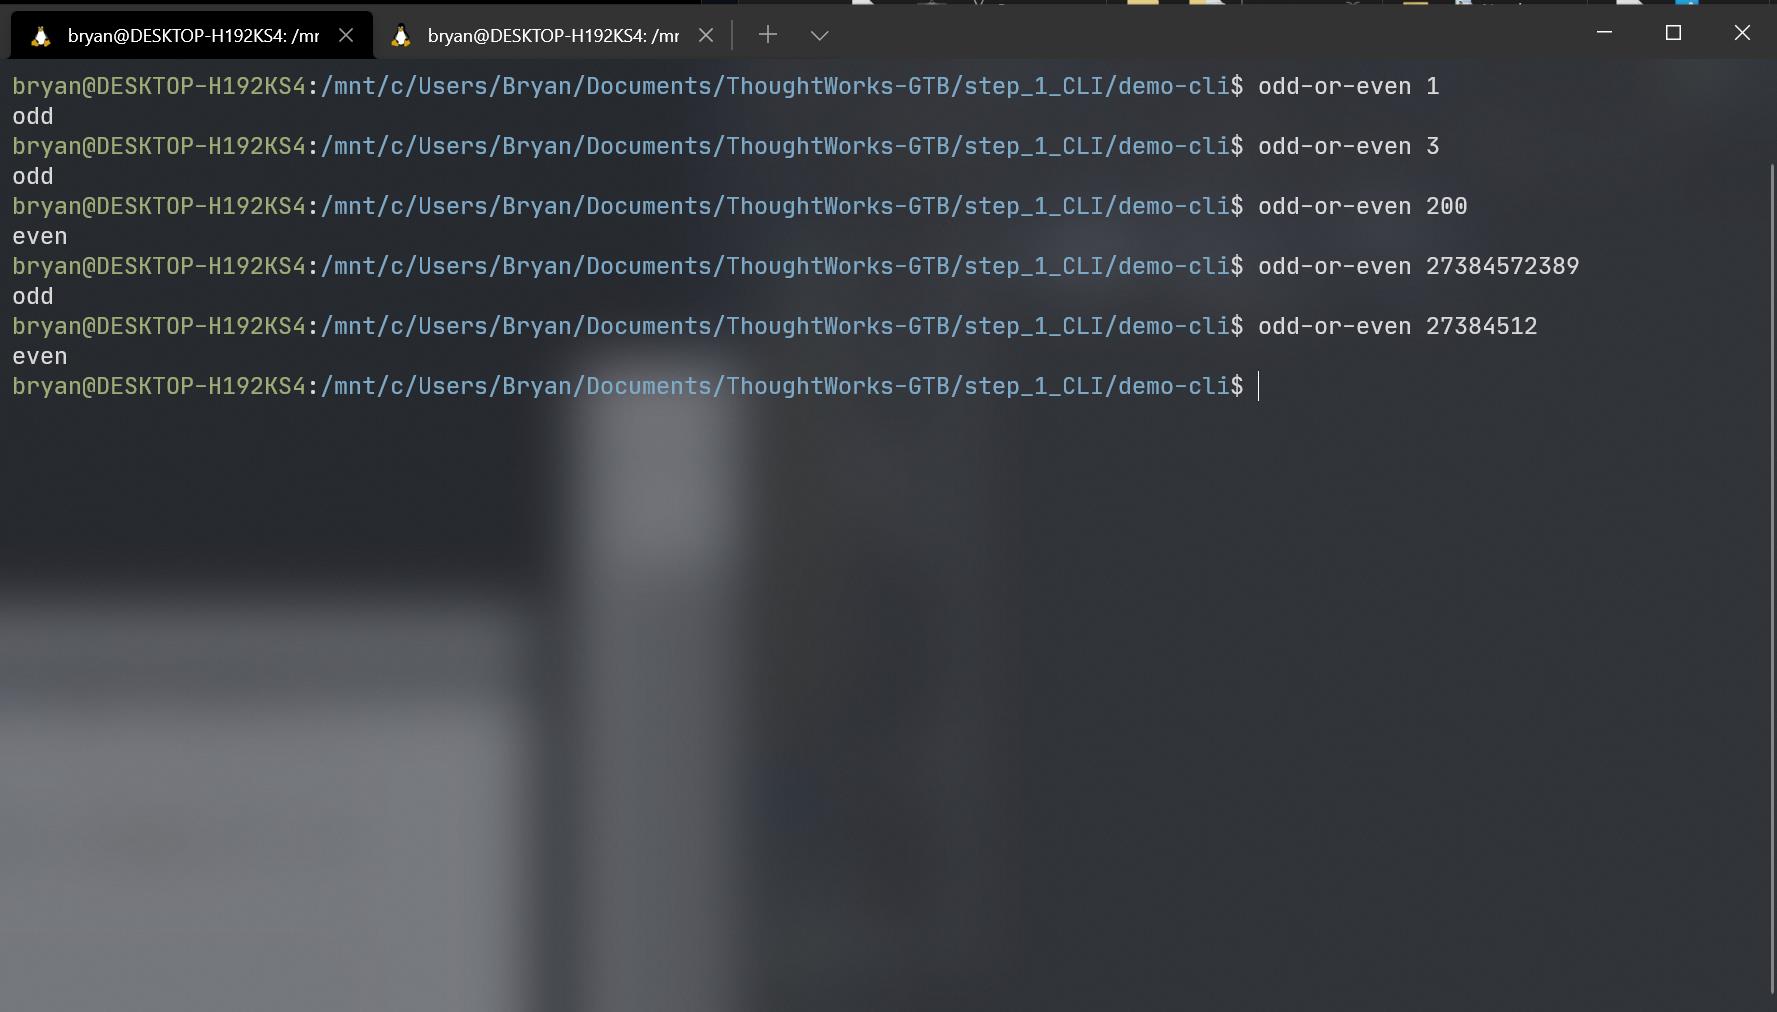 bryan@DESKTOP-H192KS4: /mr
bryan@DESKTOP-H192KS4: /mr
bryan@DESKTOP-H192KS4:/mnt/c/Users/Bryan/Documents/ThoughtWorks-GTB/step_1_CLI/demo-cli$ odd-or-even 1
odd
bryan@DESKTOP-H192KS4:/mnt/c/Users/Bryan/Documents/ThoughtWorks-GTB/step_1_CLI/demo-cli$ odd-or-even 3
odd
bryan@DESKTOP-H192KS4:/mnt/c/Users/Bryan/Documents/ThoughtWorks-GTB/step_1_CLI/demo-cli$ odd-or-even 200
even
bryan@DESKTOP-H192KS4:/mnt/c/Users/Bryan/Documents/ThoughtWorks-GTB/step_1_CLI/demo-cli$ odd-or-even 27384572389
odd
bryan@DESKTOP-H192KS4:/mnt/c/Users/Bryan/Documents/ThoughtWorks-GTB/step_1_CLI/demo-cli$ odd-or-even 27384512
even
bryan@DESKTOP-H192KS4:/mnt/c/Users/Bryan/Documents/ThoughtWorks-GTB/step_1_CLI/demo-cli$